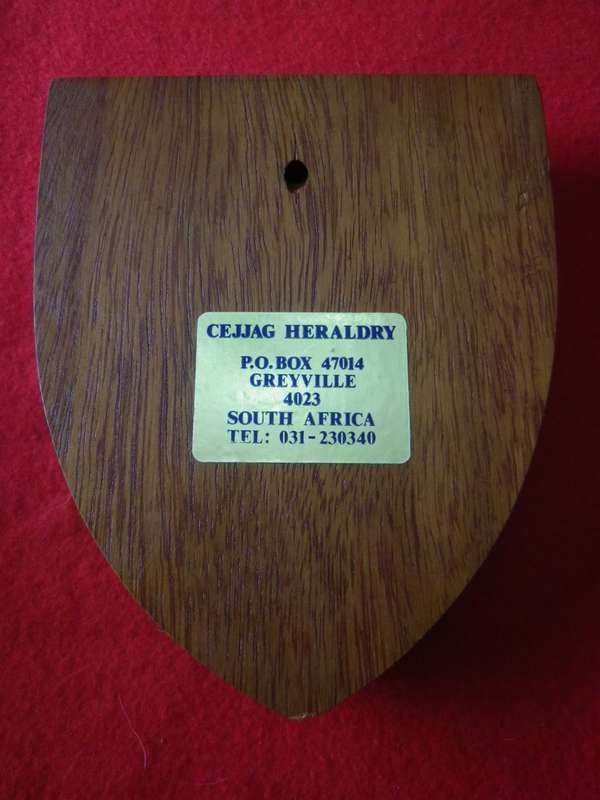 CEJJAG HERALDRY
P.O. BOX 47014
GREYVILLE
4023
SOUTH AFRICA
TEL: 031-230340